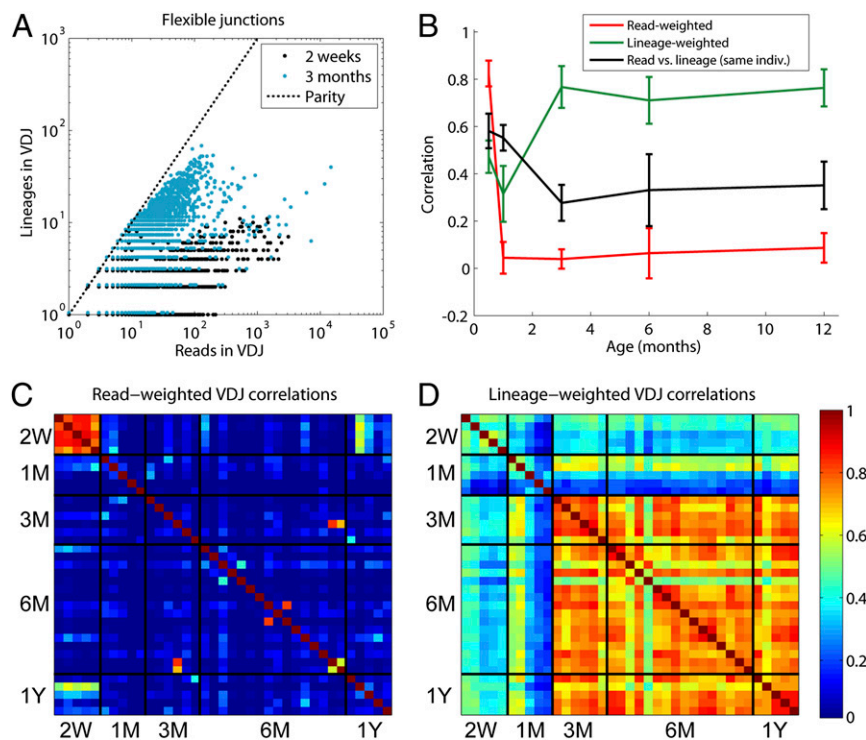 A
Flexible junctions
2 weeks
3 months
Parity
Lineages in VDJ
10^3
10^2
10^1
10^0
10^0 10^1 10^2 10^3 10^4 10^5
Reads in VDJ
B
Read-weighted
Lineage-weighted
Read vs. lineage (same indiv.)
Correlation
1
0.8
0.6
0.4
0.2
0
-0.2
0 2 4 6 8 10 12
Age (months)
C
Read-weighted VDJ correlations
2W
1M
3M
6M
1Y
2W 1M 3M 6M 1Y
D
Lineage-weighted VDJ correlations
2W
1M
3M
6M
1Y
2W 1M 3M 6M 1Y
1
0.8
0.6
0.4
0.2
0